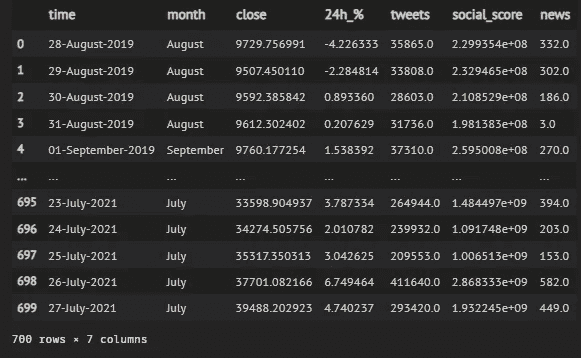 time month close 24h_% tweets social_score news
0 28-August-2019 August 9729.756991 -4.226333 35865.0 2.299354e+08 332.0
1 29-August-2019 August 9507.450110 -2.284814 33808.0 2.329465e+08 302.0
2 30-August-2019 August 9592.385842 0.893360 28603.0 2.108529e+08 186.0
3 31-August-2019 August 9612.302402 0.207629 31736.0 1.981383e+08 3.0
4 01-September-2019 September 9760.177254 1.538392 37310.0 2.595008e+08 270.0
... ... ... ... ... ... ... ...
695 23-July-2021 July 33598.904937 3.787334 264944.0 1.484497e+09 394.0
696 24-July-2021 July 34274.505756 2.010782 239932.0 1.091748e+09 203.0
697 25-July-2021 July 35317.350313 3.042625 209553.0 1.006513e+09 153.0
698 26-July-2021 July 37701.082166 6.749464 411640.0 2.868333e+09 582.0
699 27-July-2021 July 39488.202923 4.740237 293420.0 1.932245e+09 449.0
700 rows × 7 columns